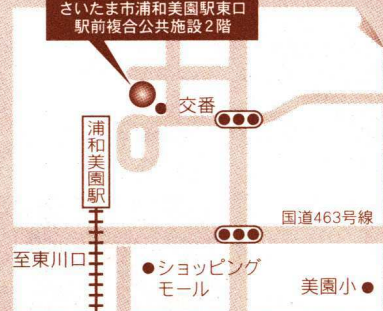 さいたま市浦和美園駅東口
駅前複合公共施設2階
交番
浦和美園駅
国道463号線
至東川口
ショッピング
モール
美園小